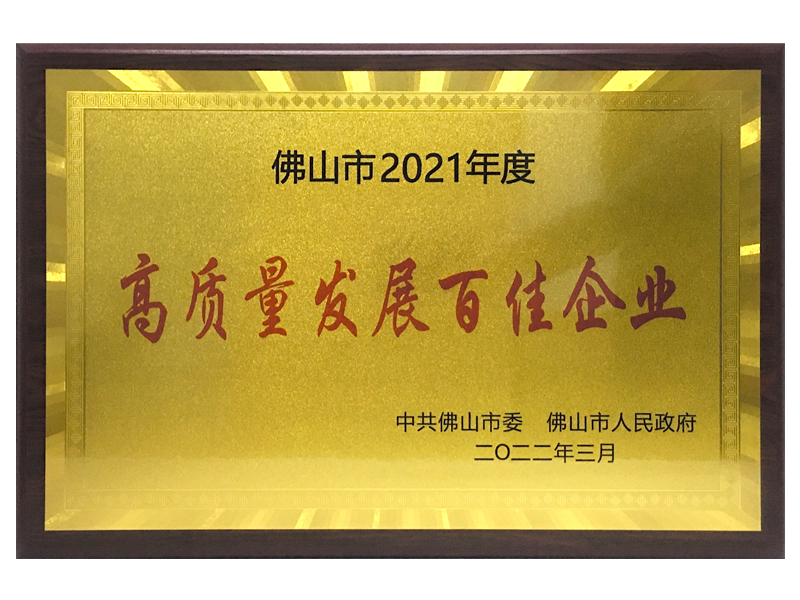 佛山市2021年度
高质量发展百佳企业
中共佛山市委 佛山市人民政府
二〇二二年三月